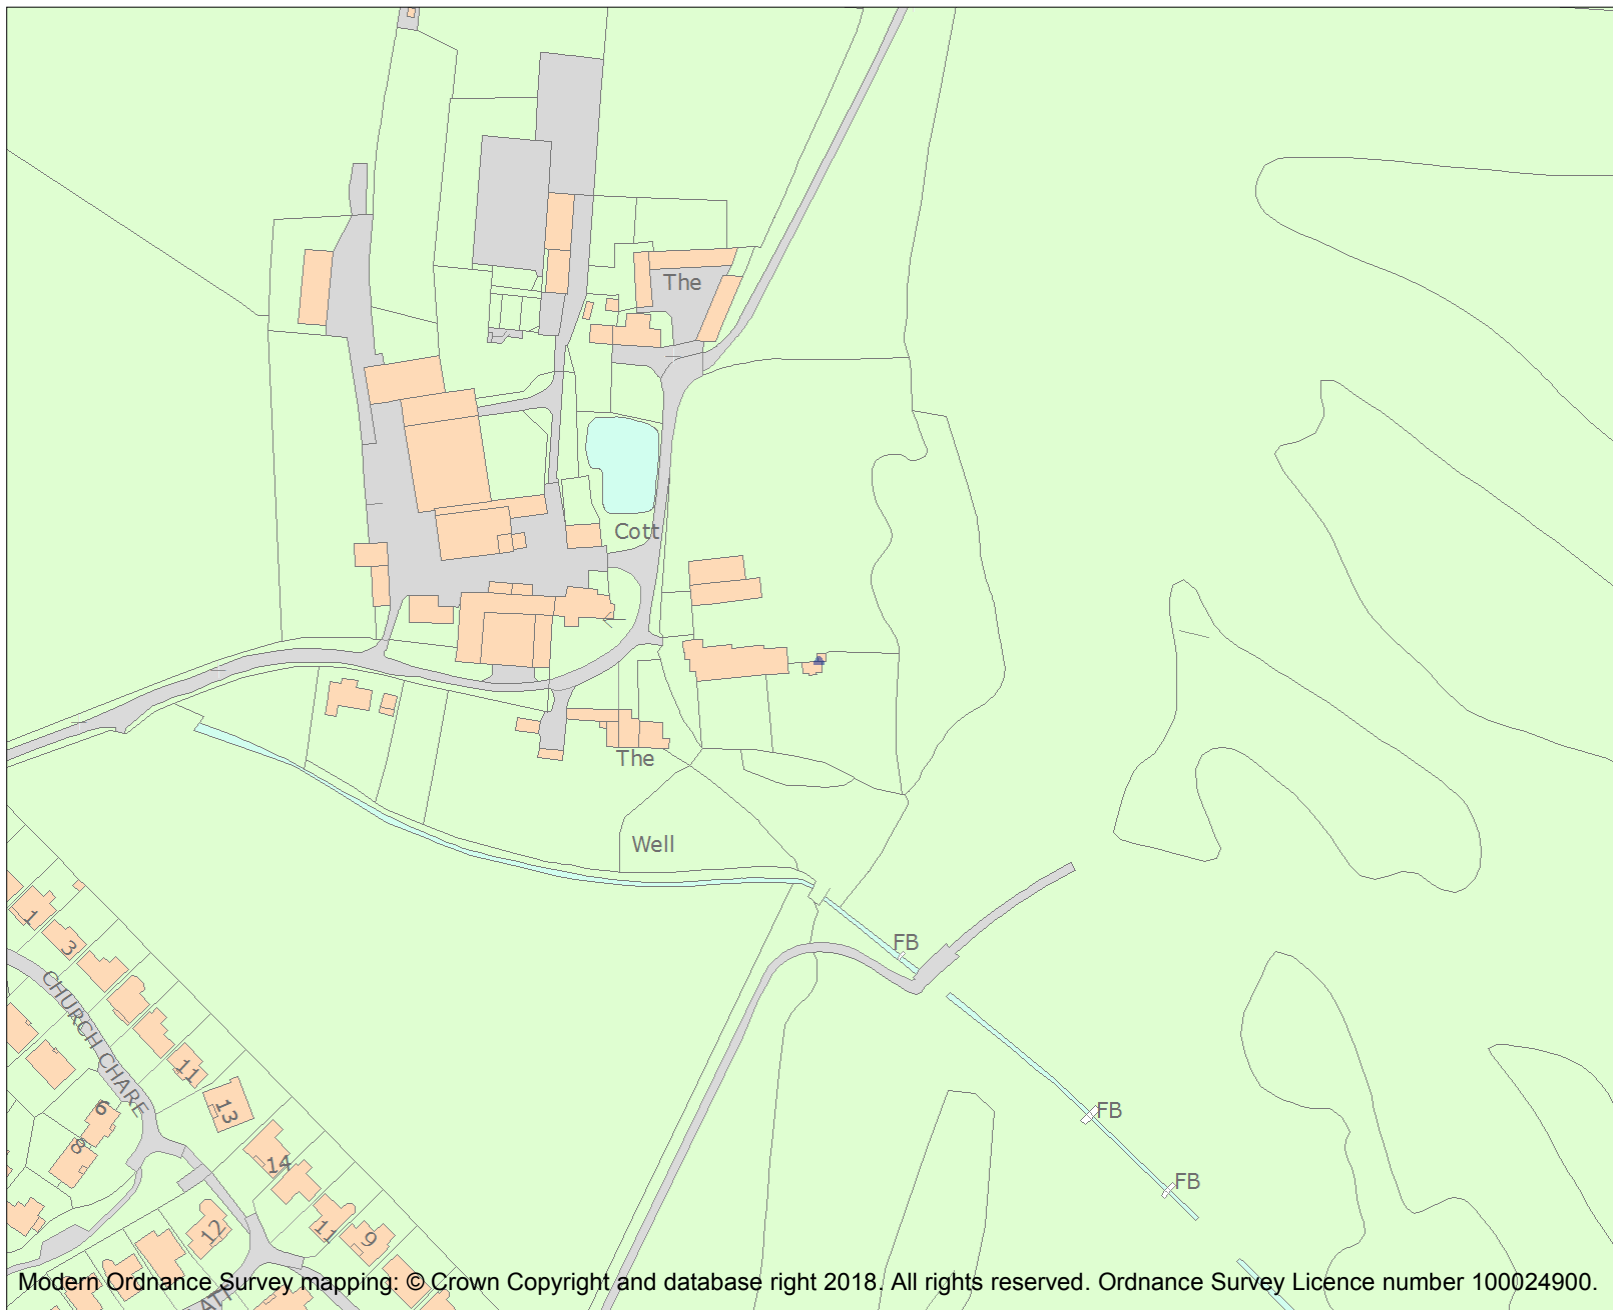 The
Cott
The
Well
FB
1
3
CHURCH CHARE
11
13
6
8
14
FB
FB
12
11
9
Modern Ordnance Survey mapping: © Crown Copyright and database right 2018. All rights reserved. Ordnance Survey Licence number 100024900.